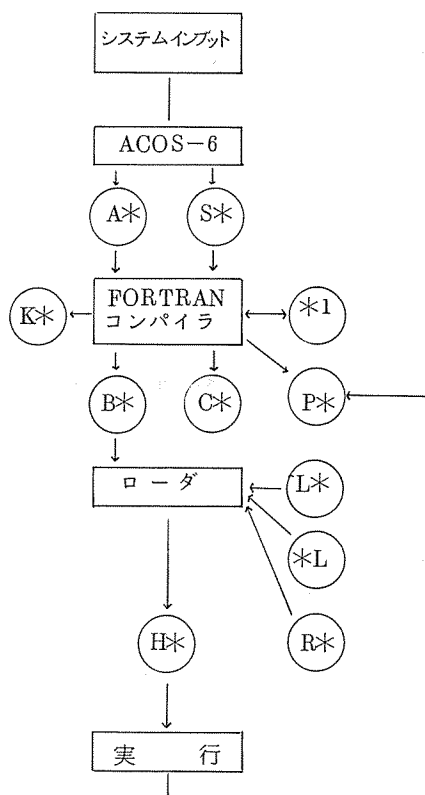 システムインプット
ACOS-6
A*
S*
FORTRAN
コンパイラ
K*
*1
B*
C*
P*
ローダ
L*
*L
H*
R*
実行